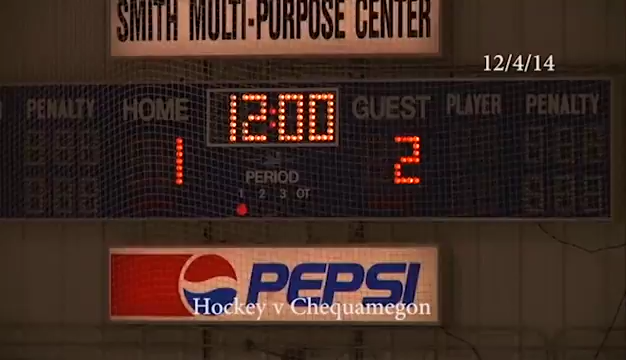 SMITH MULTI-PURPOSE CENTER
12/4/14
PENALTY HOME 12:00 GUEST PLAYER PENALTY
1 2
PERIOD
1 2 3 OT
PEPSI
Hockey v Chequamegon